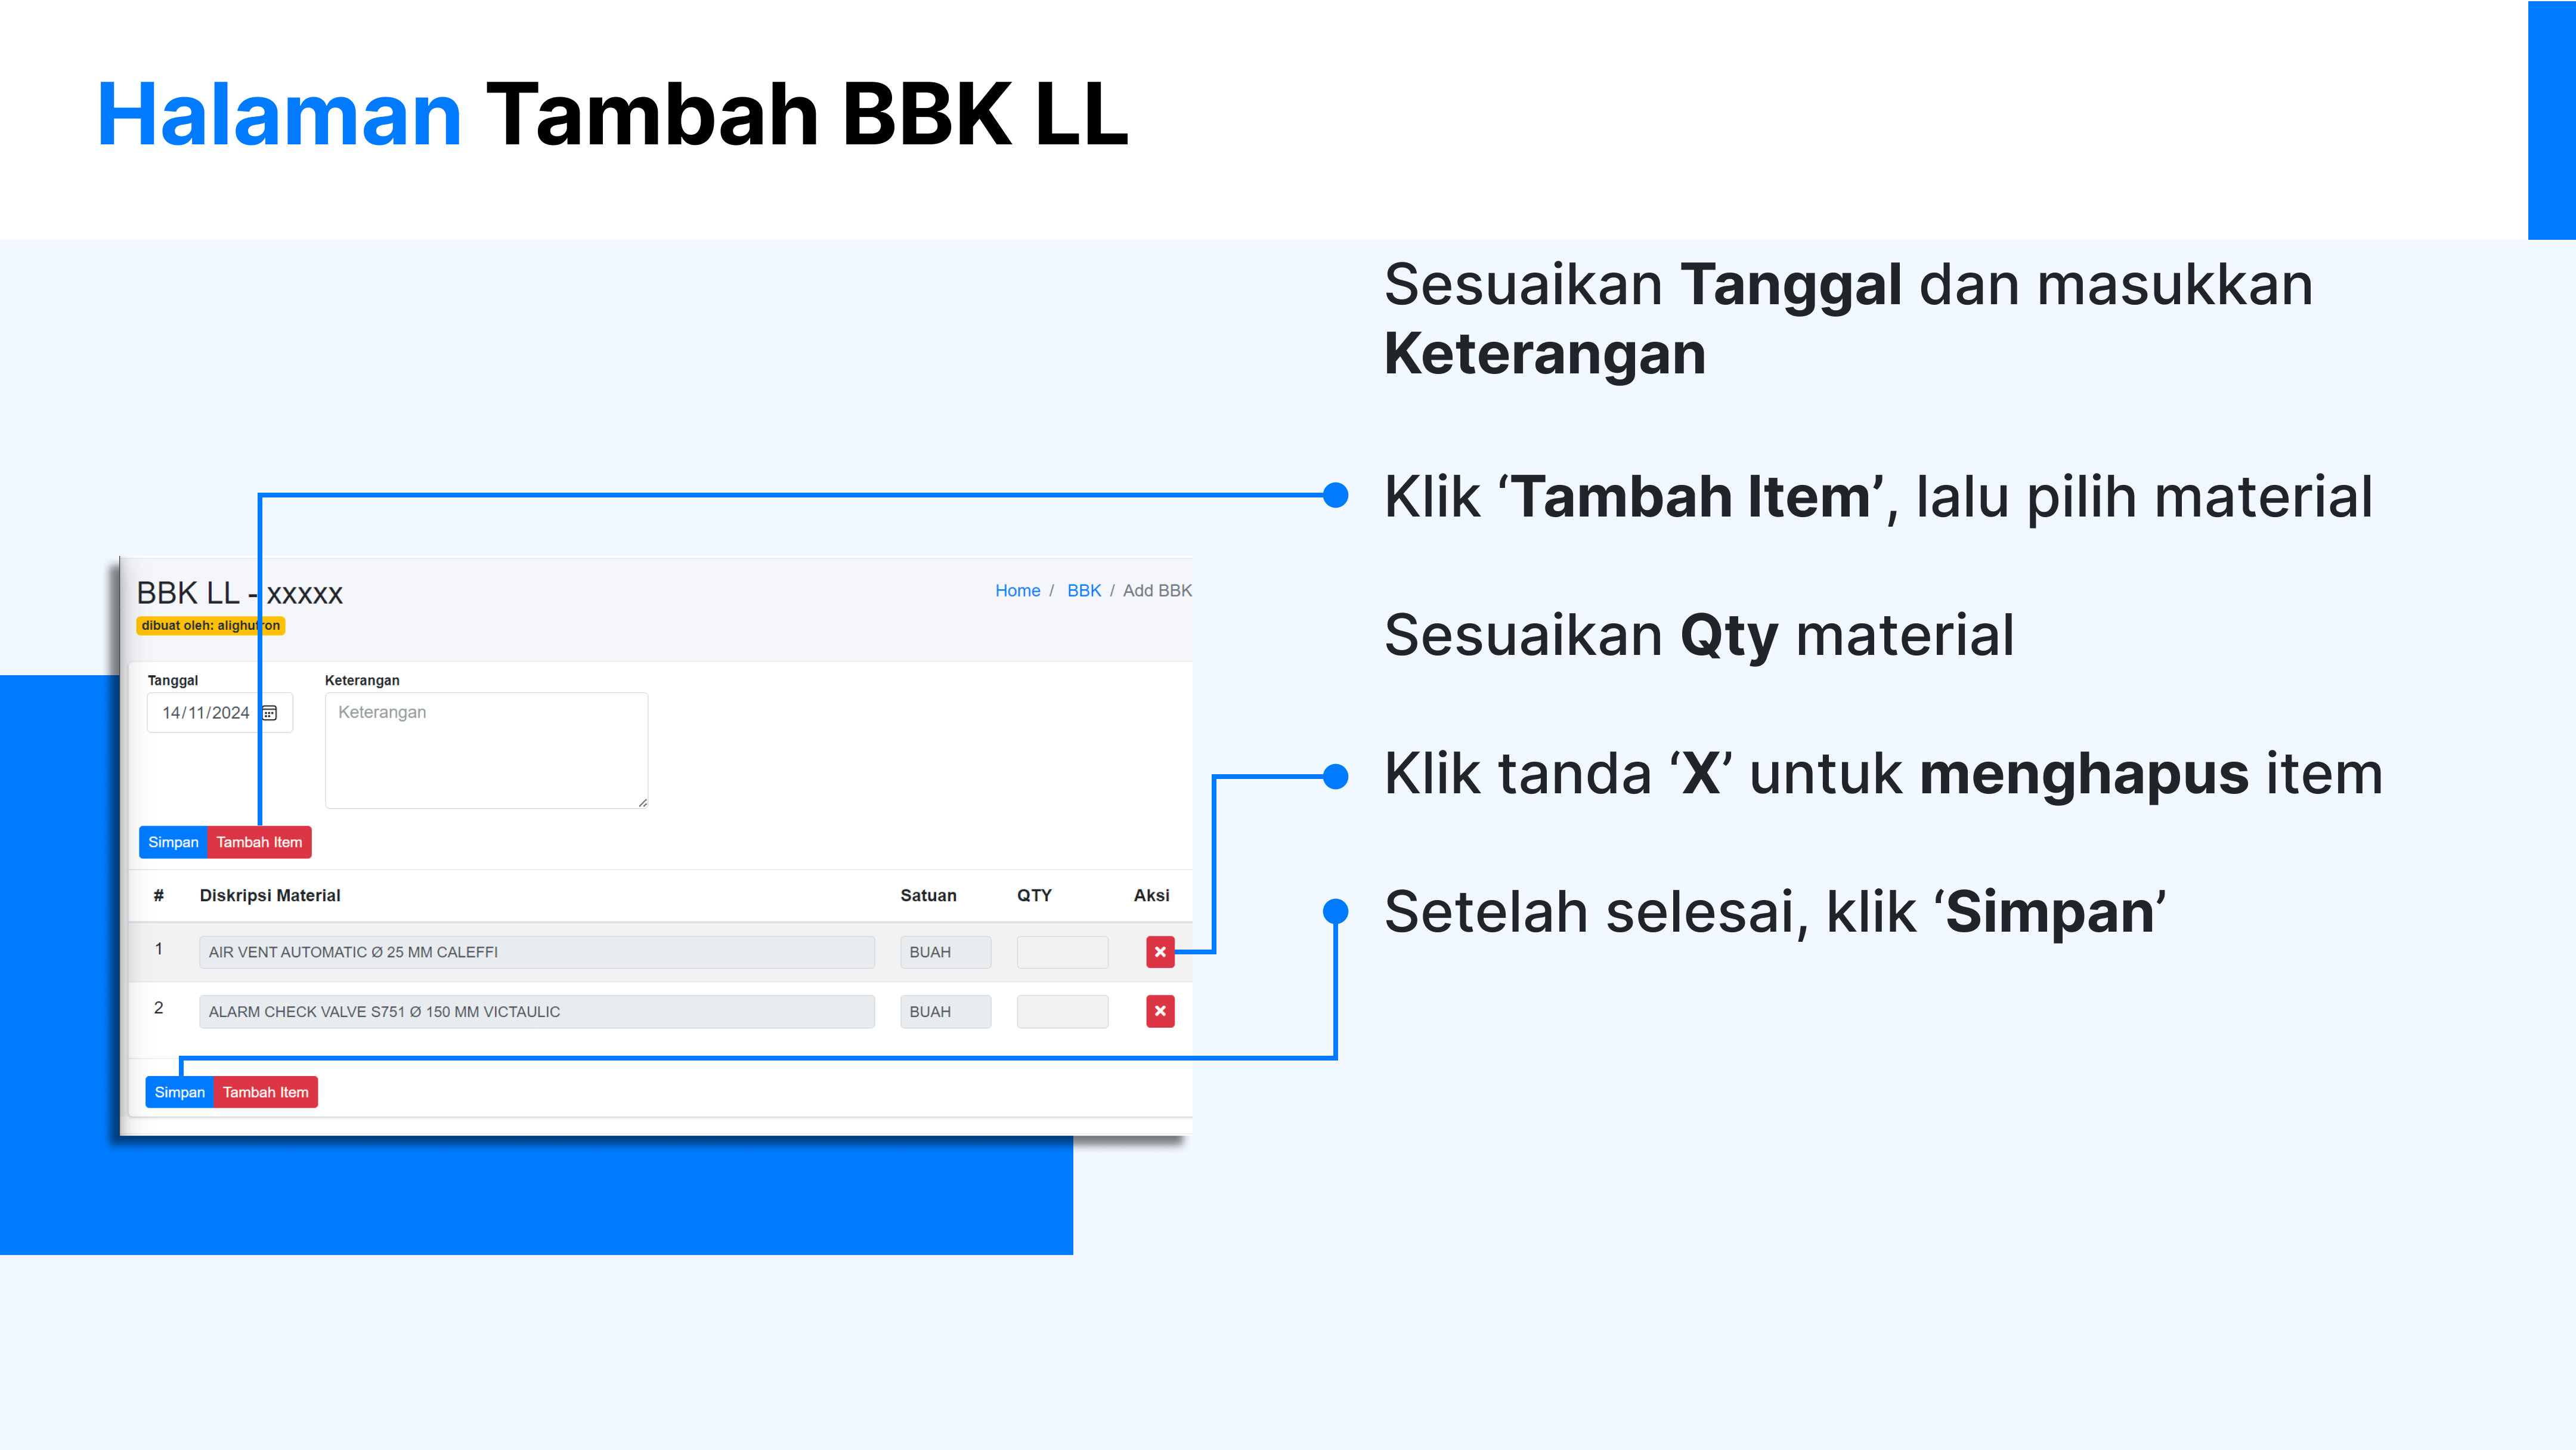 Halaman Tambah BBK LL
Sesuaikan Tanggal dan masukkan
Keterangan
Klik ‘Tambah Item’, lalu pilih material
Sesuaikan Qty material
Klik tanda ‘X’ untuk menghapus item
Setelah selesai, klik ‘Simpan’
BBK LL - xxxxx
Home / BBK / Add BBK
dibuat oleh: alighufron
Tanggal Keterangan
14/11/2024 Keterangan
Simpan Tambah Item
# Diskripsi Material Satuan QTY Aksi
1 AIR VENT AUTOMATIC Ø 25 MM CALEFFI BUAH
2 ALARM CHECK VALVE S751 Ø 150 MM VICTAULIC BUAH
Simpan Tambah Item